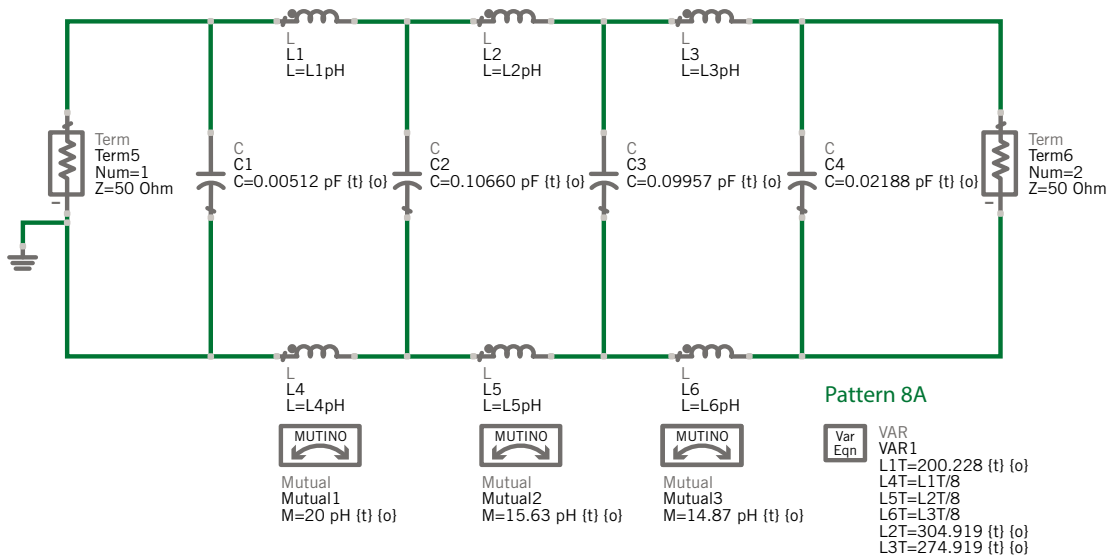 L
L1
L=L1pH
L
L2
L=L2pH
L
L3
L=L3pH
Term
Term5
Num=1
Z=50 Ohm
-
C
C1
C=0.00512 pF {t} {o}
C
C2
C=0.10660 pF {t} {o}
C
C3
C=0.09957 pF {t} {o}
C
C4
C=0.02188 pF {t} {o}
Term
Term6
Num=2
Z=50 Ohm
-
L
L4
L=L4pH
L
L5
L=L5pH
L
L6
L=L6pH
MUTINO
Mutual
Mutual1
M=20 pH {t} {o}
MUTINO
Mutual
Mutual2
M=15.63 pH {t} {o}
MUTINO
Mutual
Mutual3
M=14.87 pH {t} {o}
Pattern 8A
Var
Eqn
VAR
VAR1
L1T=200.228 {t} {o}
L4T=L1T/8
L5T=L2T/8
L6T=L3T/8
L2T=304.919 {t} {o}
L3T=274.919 {t} {o}